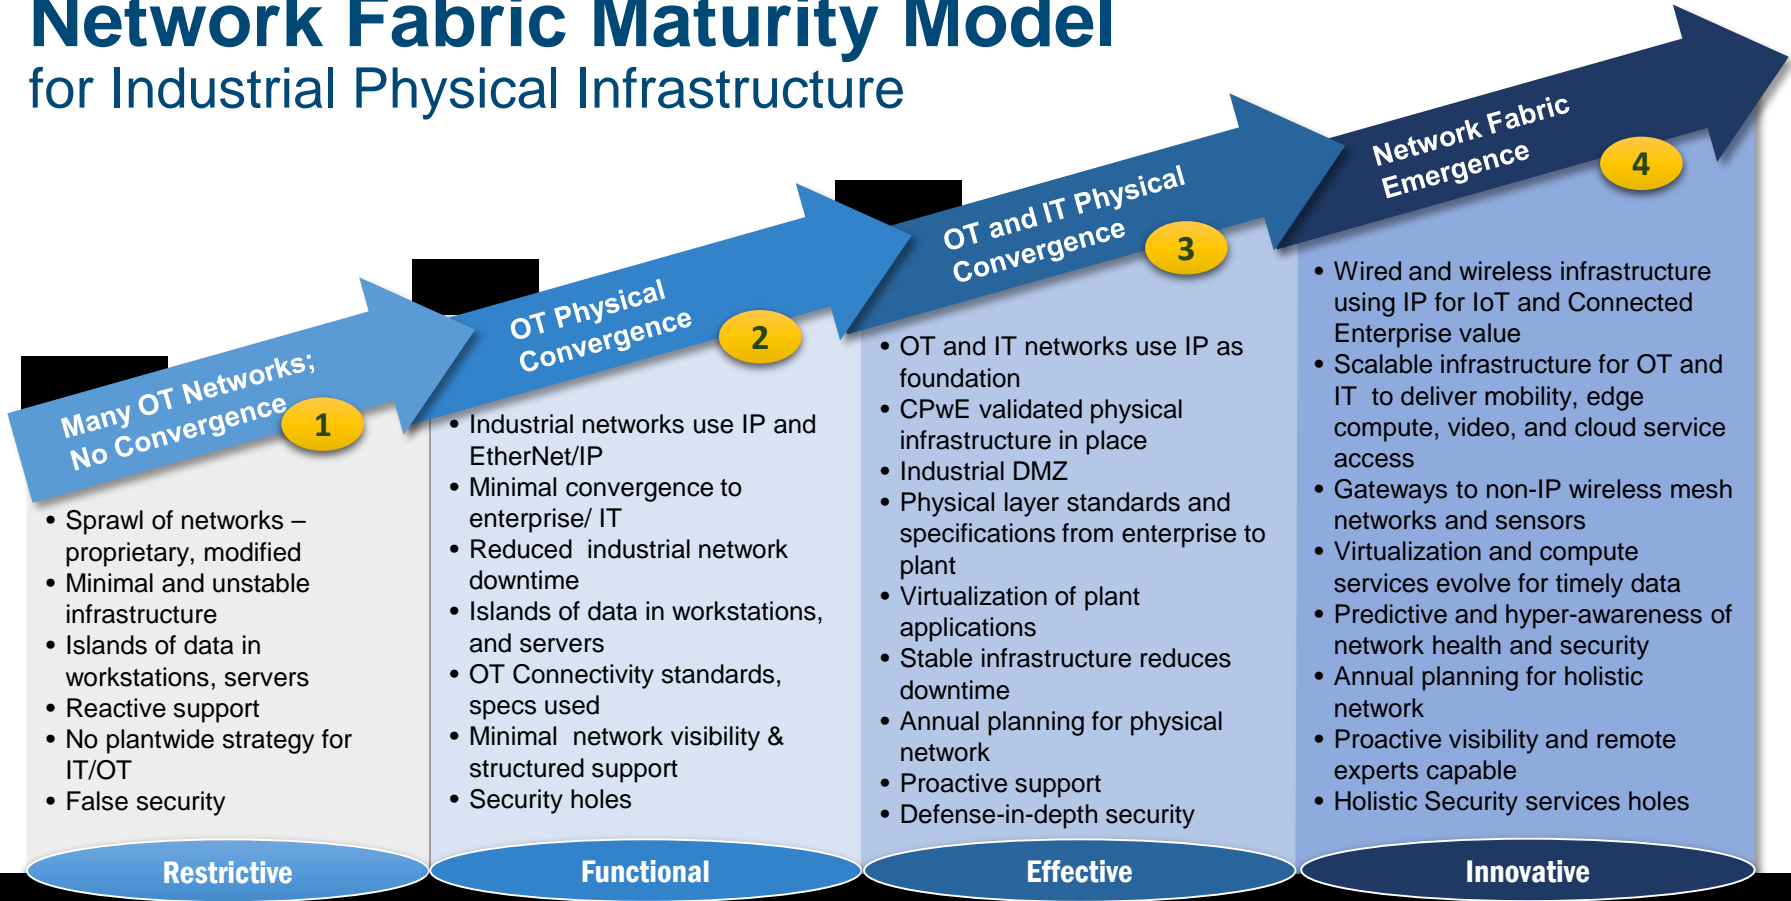 Network Fabric Maturity Model
for Industrial Physical Infrastructure
Many OT Networks;
No Convergence
1
• Sprawl of networks –
proprietary, modified
• Minimal and unstable
infrastructure
• Islands of data in
workstations, servers
• Reactive support
• No plantwide strategy for
IT/OT
• False security
Restrictive
OT Physical
Convergence
2
• Industrial networks use IP and
EtherNet/IP
• Minimal convergence to
enterprise/ IT
• Reduced industrial network
downtime
• Islands of data in workstations,
and servers
• OT Connectivity standards,
specs used
• Minimal network visibility &
structured support
• Security holes
Functional
OT and IT Physical
Convergence
3
• OT and IT networks use IP as
foundation
• CPwE validated physical
infrastructure in place
• Industrial DMZ
• Physical layer standards and
specifications from enterprise to
plant
• Virtualization of plant
applications
• Stable infrastructure reduces
downtime
• Annual planning for physical
network
• Proactive support
• Defense-in-depth security
Effective
Network Fabric
Emergence
4
• Wired and wireless infrastructure
using IP for IoT and Connected
Enterprise value
• Scalable infrastructure for OT and
IT to deliver mobility, edge
compute, video, and cloud service
access
• Gateways to non-IP wireless mesh
networks and sensors
• Virtualization and compute
services evolve for timely data
• Predictive and hyper-awareness of
network health and security
• Annual planning for holistic
network
• Proactive visibility and remote
experts capable
• Holistic Security services holes
Innovative